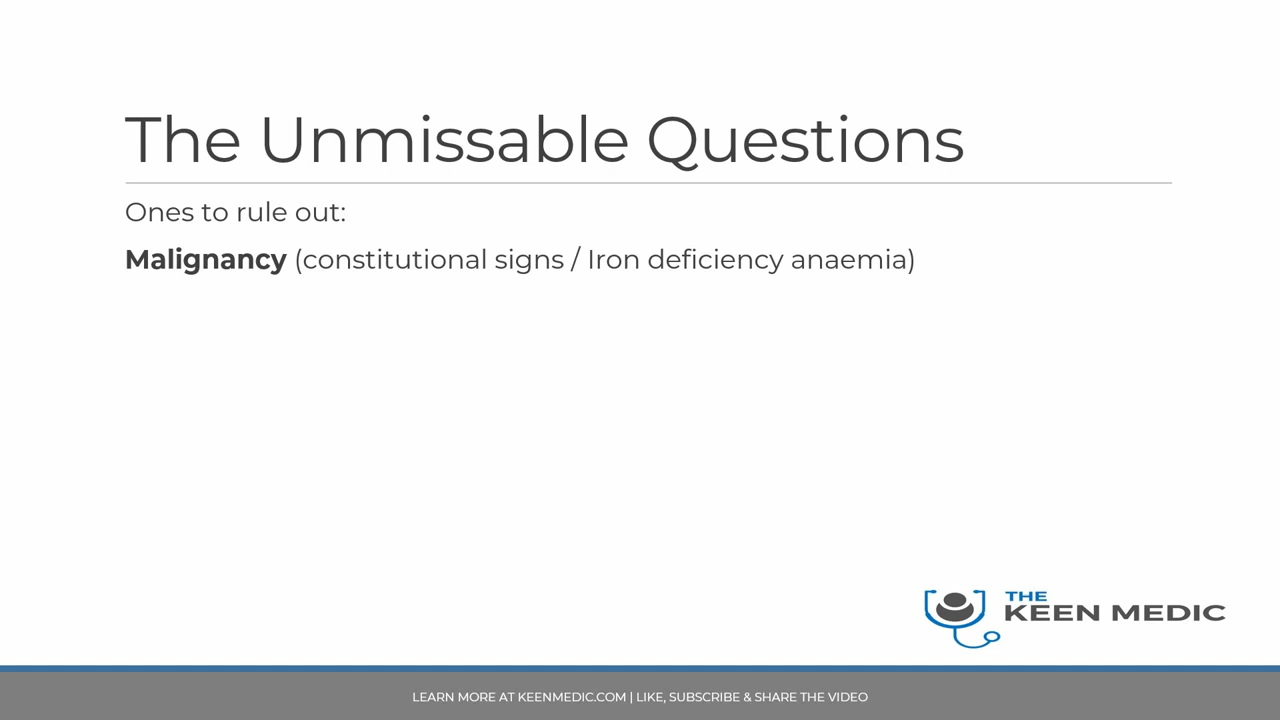 The Unmissable Questions
Ones to rule out:
Malignancy (constitutional signs / Iron deficiency anaemia)
THE
KEEN MEDIC
LEARN MORE AT KEENMEDIC.COM | LIKE, SUBSCRIBE & SHARE THE VIDEO